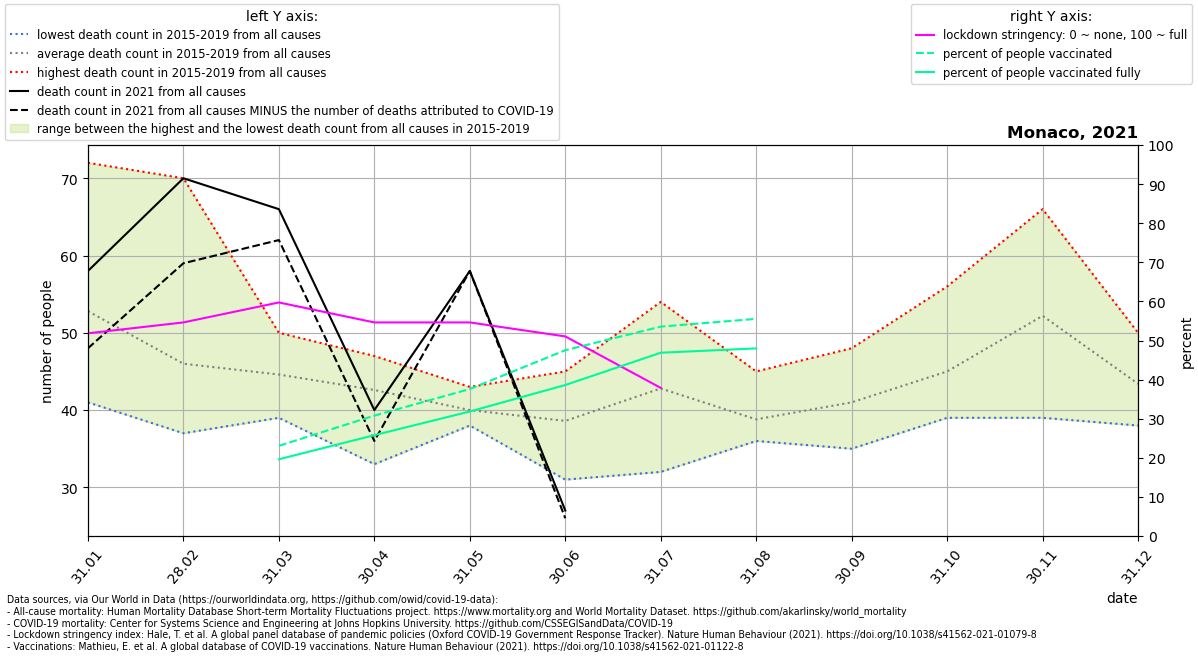 left Y axis:
lowest death count in 2015-2019 from all causes
average death count in 2015-2019 from all causes
highest death count in 2015-2019 from all causes
death count in 2021 from all causes
death count in 2021 from all causes MINUS the number of deaths attributed to COVID-19
range between the highest and the lowest death count from all causes in 2015-2019
right Y axis:
lockdown stringency: 0 ~ none, 100 ~ full
percent of people vaccinated
percent of people vaccinated fully
Monaco, 2021
number of people
70
60
50
40
30
100
90
80
70
60
50
40
30
20
10
0
percent
31.01
28.02
31.03
30.04
31.05
30.06
31.07
31.08
30.09
31.10
30.11
31.12
date
Data sources, via Our World in Data (https://ourworldindata.org, https://github.com/owid/covid-19-data):
- All-cause mortality: Human Mortality Database Short-term Mortality Fluctuations project. https://www.mortality.org and World Mortality Dataset. https://github.com/akarlinsky/world_mortality
- COVID-19 mortality: Center for Systems Science and Engineering at Johns Hopkins University. https://github.com/CSSEGISandData/COVID-19
- Lockdown stringency index: Hale, T. et al. A global panel database of pandemic policies (Oxford COVID-19 Government Response Tracker). Nature Human Behaviour (2021). https://doi.org/10.1038/s41562-021-01079-8
- Vaccinations: Mathieu, E. et al. A global database of COVID-19 vaccinations. Nature Human Behaviour (2021). https://doi.org/10.1038/s41562-021-01122-8